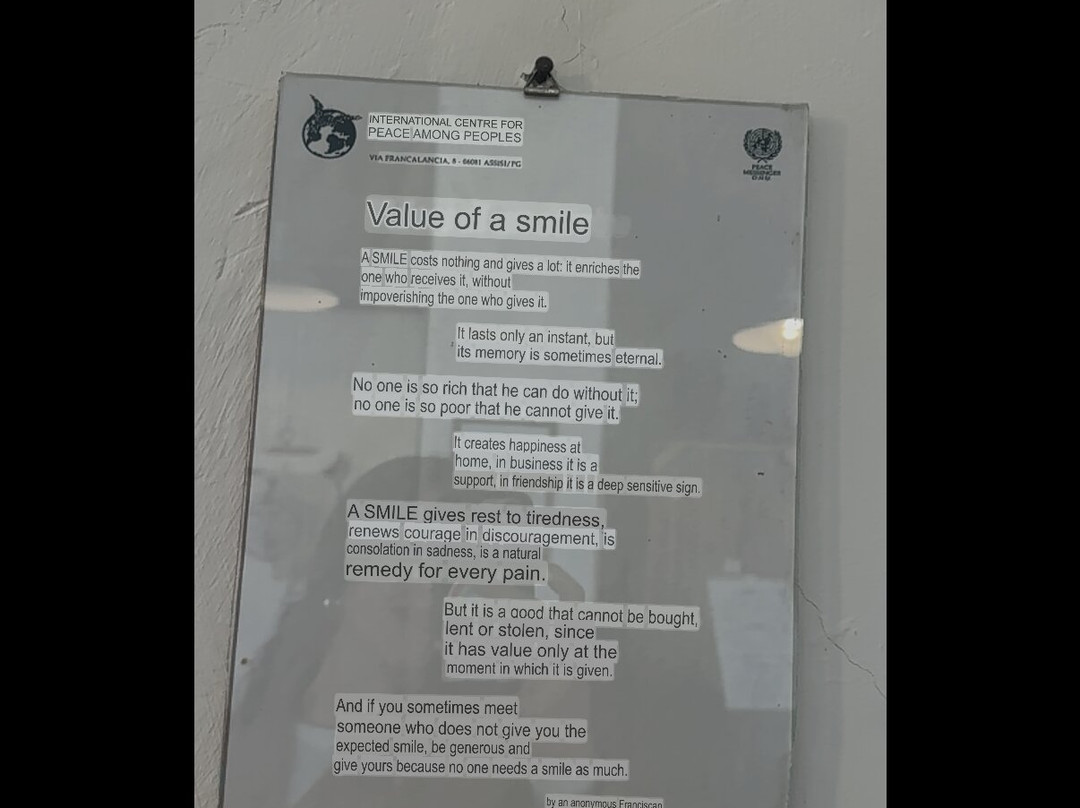 INTERNATIONAL CENTRE FOR
PEACE AMONG PEOPLES
VIA FRANCALANCIA, 8 - 06081 ASSISI/PG
PEACE
MESSENGER
Value of a smile
A SMILE costs nothing and gives a lot: it enriches the
one who receives it, without
impoverishing the one who gives it.
It lasts only an instant, but
its memory is sometimes eternal.
No one is so rich that he can do without it;
no one is so poor that he cannot give it.
It creates happiness at
home, in business it is a
support, in friendship it is a deep sensitive sign.
A SMILE gives rest to tiredness,
renews courage in discouragement, is
consolation in sadness, is a natural
remedy for every pain.
But it is a good that cannot be bought,
lent or stolen, since
it has value only at the
moment in which it is given.
And if you sometimes meet
someone who does not give you the
expected smile, be generous and
give yours because no one needs a smile as much.
by an anonymous Franciscan